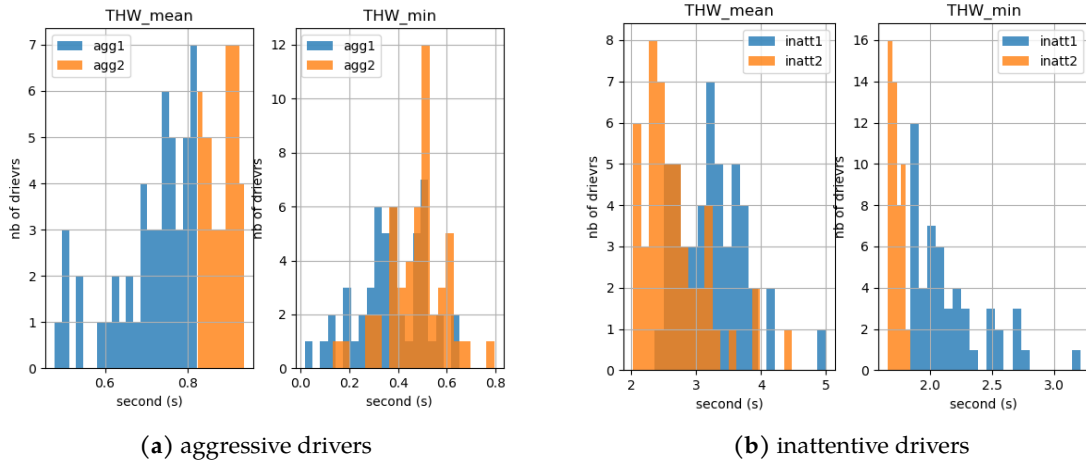 THW_mean
THW_min
agg1
agg2
agg1
agg2
nb of drievrs
7
6
5
4
3
2
1
0
0.6
0.8
second (s)
nb of drievrs
12
10
8
6
4
2
0
0.0
0.2
0.4
0.6
0.8
second (s)
(a) aggressive drivers
THW_mean
THW_min
inatt1
inatt2
inatt1
inatt2
nb of drievrs
8
7
6
5
4
3
2
1
0
2
3
4
5
second (s)
nb of drievrs
16
14
12
10
8
6
4
2
0
2.0
2.5
3.0
second (s)
(b) inattentive drivers